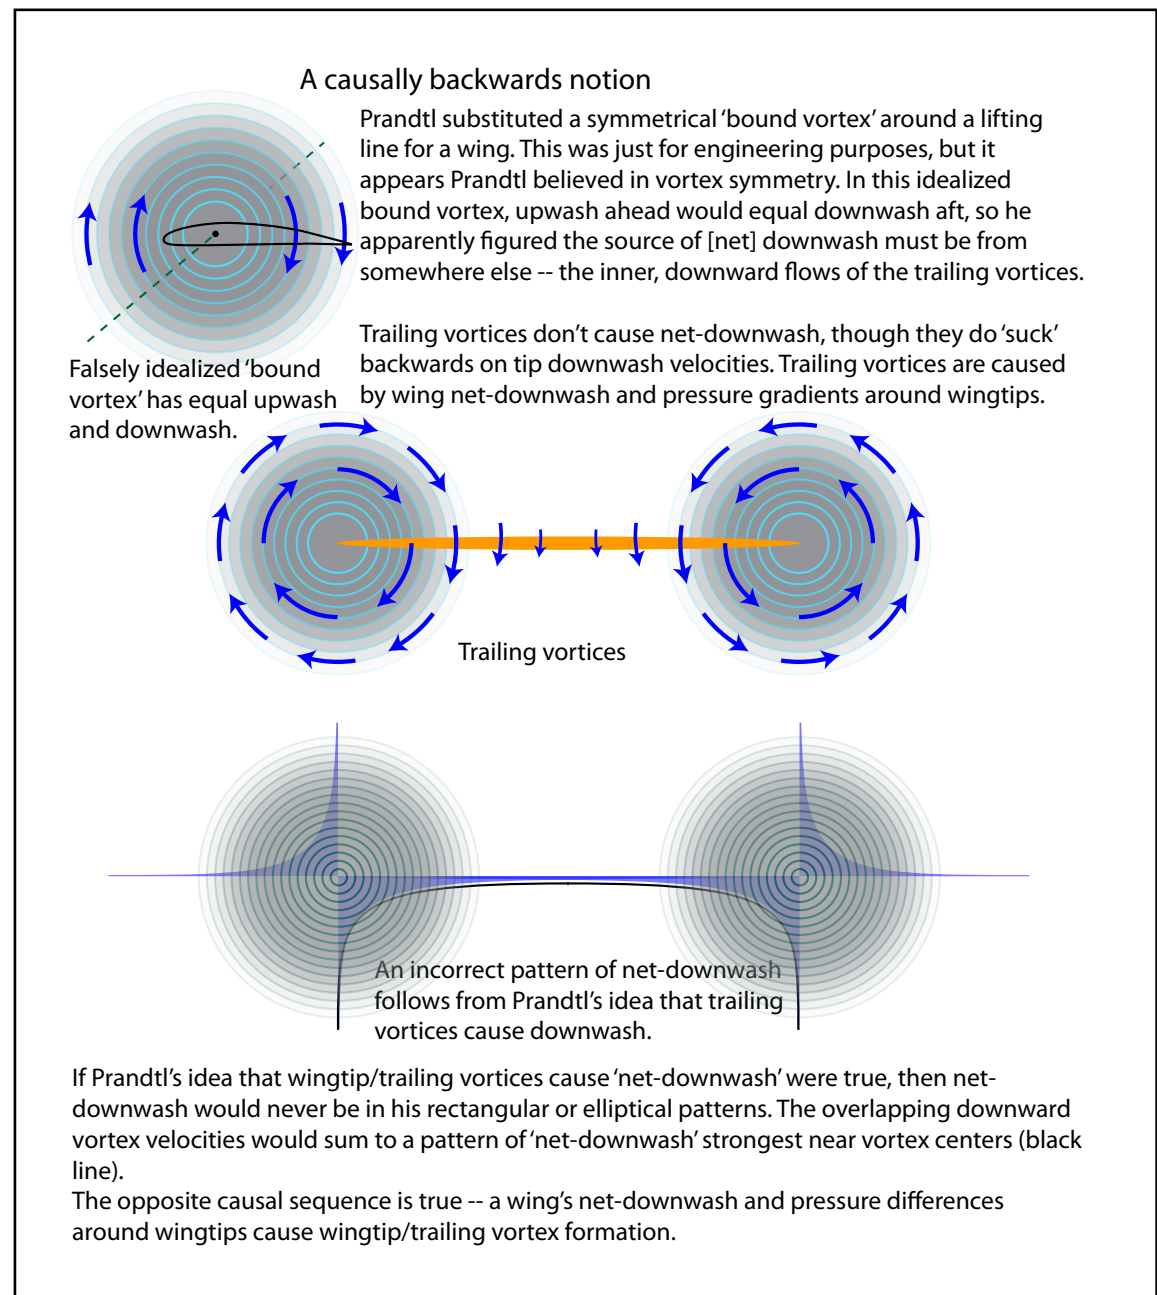 A causally backwards notion
Prandtl substituted a symmetrical 'bound vortex' around a lifting
line for a wing. This was just for engineering purposes, but it
appears Prandtl believed in vortex symmetry. In this idealized
bound vortex, upwash ahead would equal downwash aft, so he
apparently figured the source of [net] downwash must be from
somewhere else -- the inner, downward flows of the trailing vortices.
Trailing vortices don't cause net-downwash, though they do 'suck'
backwards on tip downwash velocities. Trailing vortices are caused
by wing net-downwash and pressure gradients around wingtips.
Falsely idealized 'bound
vortex' has equal upwash
and downwash.
Trailing vortices
An incorrect pattern of net-downwash
follows from Prandtl's idea that trailing
vortices cause downwash.
If Prandtl's idea that wingtip/trailing vortices cause 'net-downwash' were true, then net-
downwash would never be in his rectangular or elliptical patterns. The overlapping downward
vortex velocities would sum to a pattern of 'net-downwash' strongest near vortex centers (black
line).
The opposite causal sequence is true -- a wing's net-downwash and pressure differences
around wingtips cause wingtip/trailing vortex formation.